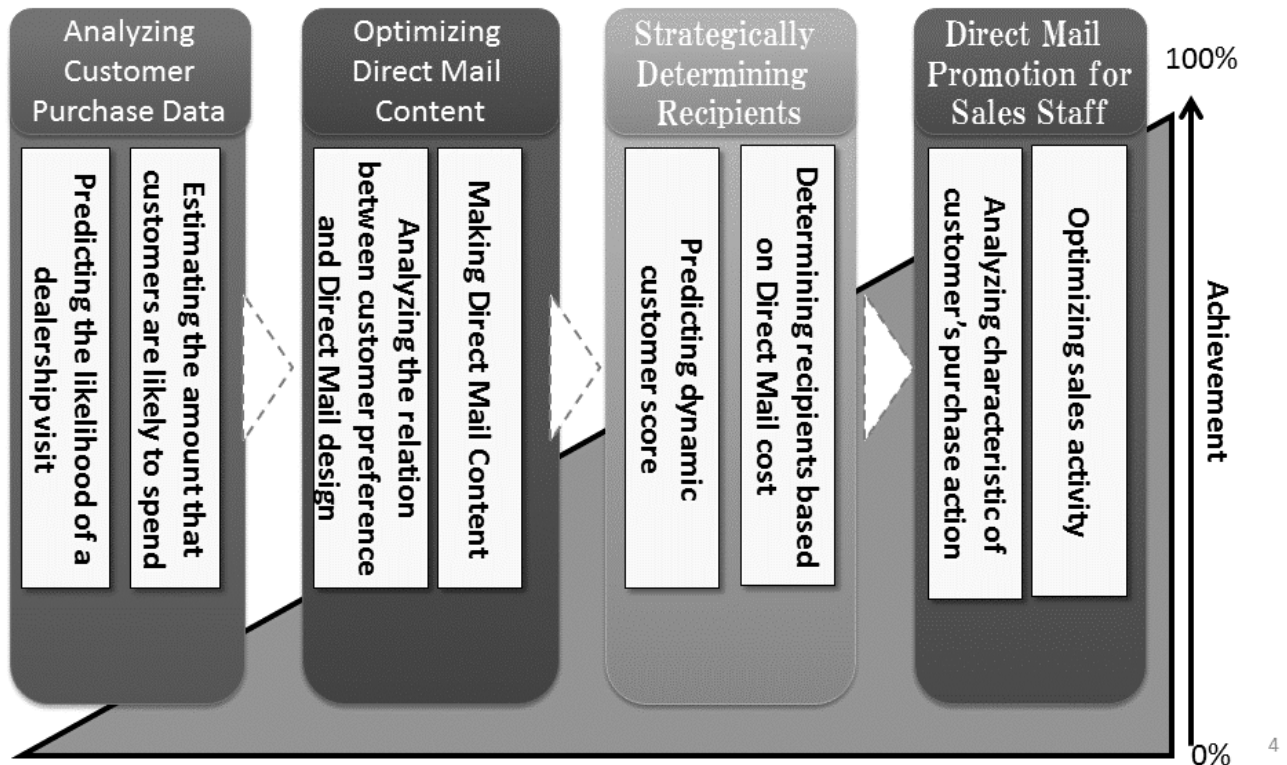 Analyzing
Customer
Purchase Data
Predicting the likelihood of a
dealership visit
Estimating the amount that
customers are likely to spend
Optimizing
Direct Mail
Content
Analyzing the relation
between customer preference
and Direct Mail design
Making Direct Mail Content
Strategically
Determining
Recipients
Predicting dynamic
customer score
Determining recipients based
on Direct Mail cost
Direct Mail
Promotion for
Sales Staff
Analyzing characteristic of
customer's purchase action
Optimizing sales activity
100%
Achievement
0%
4